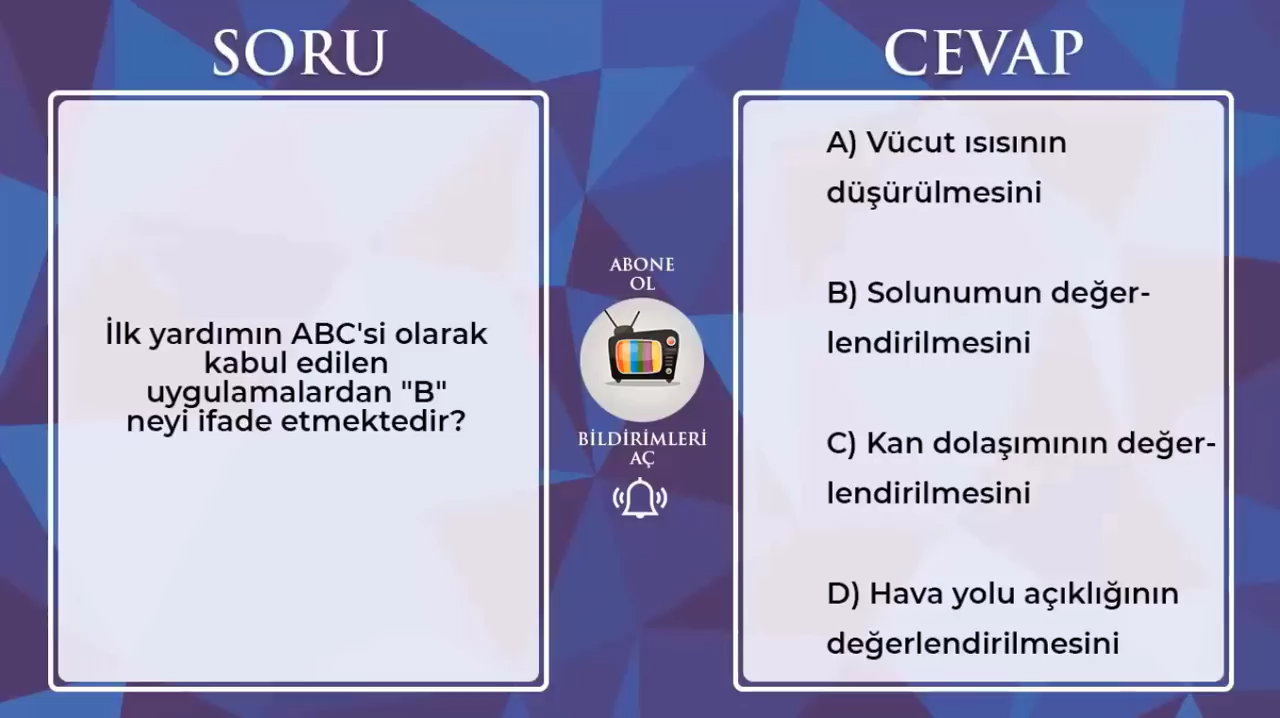 SORU
İlk yardımın ABC'si olarak
kabul edilen
uygulamalardan "B"
neyi ifade etmektedir?
ABONE
OL
BİLDİRİMLERİ
AÇ
CEVAP
A) Vücut ısısının
düşürülmesini
B) Solunumun değer-
lendirilmesini
C) Kan dolaşımının değer-
lendirilmesini
D) Hava yolu açıklığının
değerlendirilmesini